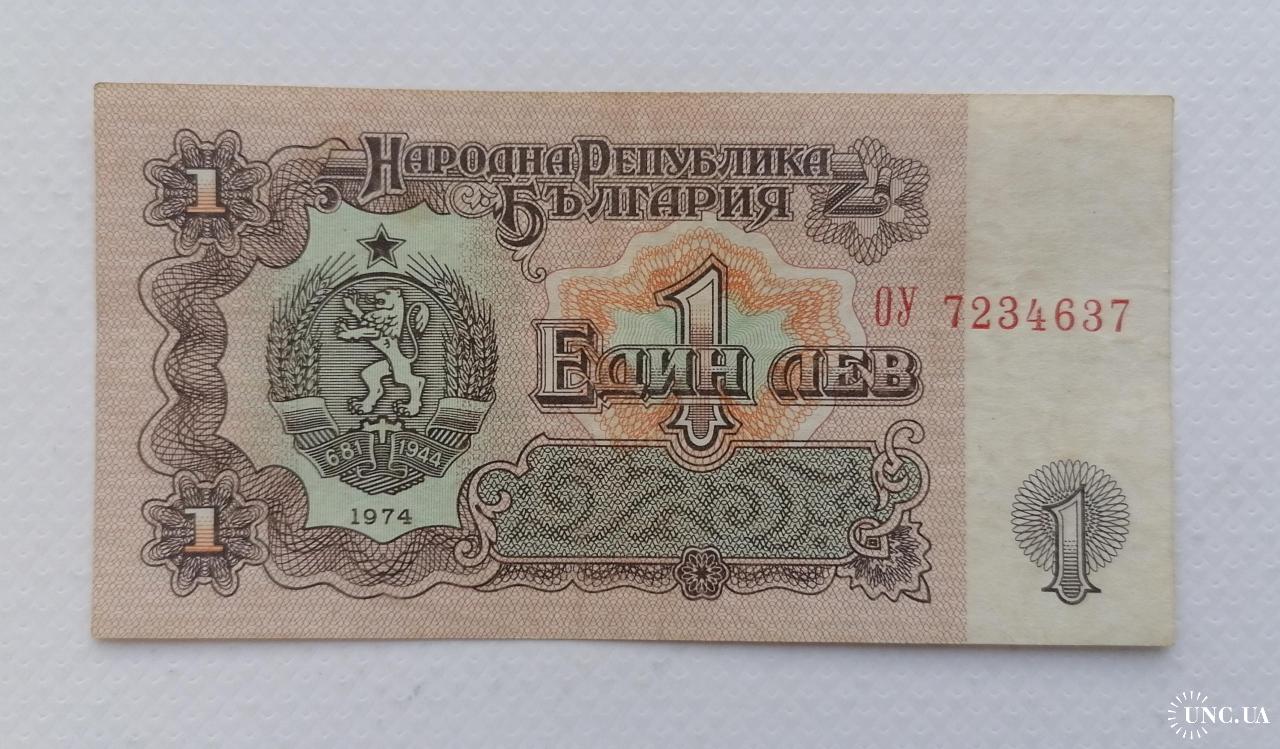 1
НАРОДНА РЕПУБЛИКА
БЪЛГАРИЯ
1
ОУ 7234637
ЕДИН ЛЕВ
681 1944
1974
1
1
UNC.UA